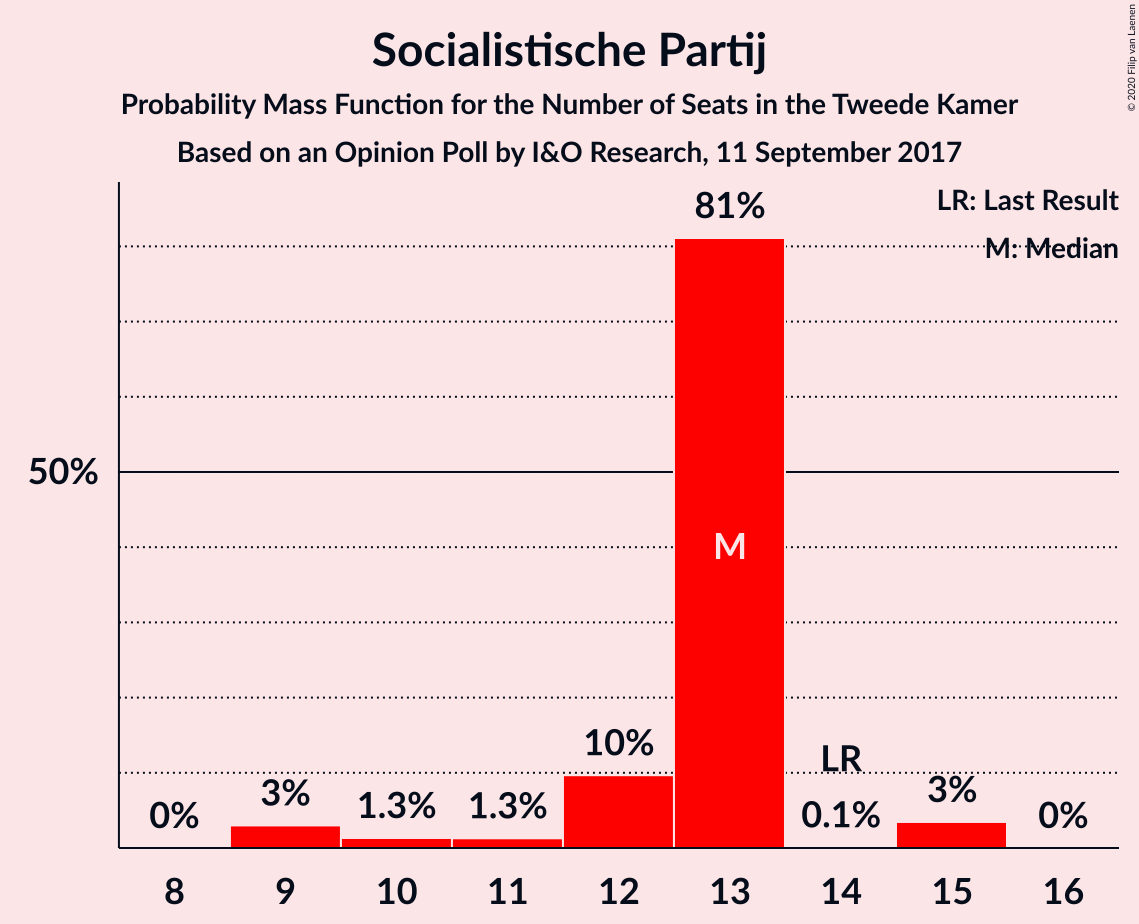 Socialistische Partij
Probability Mass Function for the Number of Seats in the Tweede Kamer
Based on an Opinion Poll by I&O Research, 11 September 2017
© 2020 Filip van Laenen
LR: Last Result
M: Median
50%
0%
3%
1.3%
1.3%
10%
81%
M
LR
0.1%
3%
0%
8 9 10 11 12 13 14 15 16